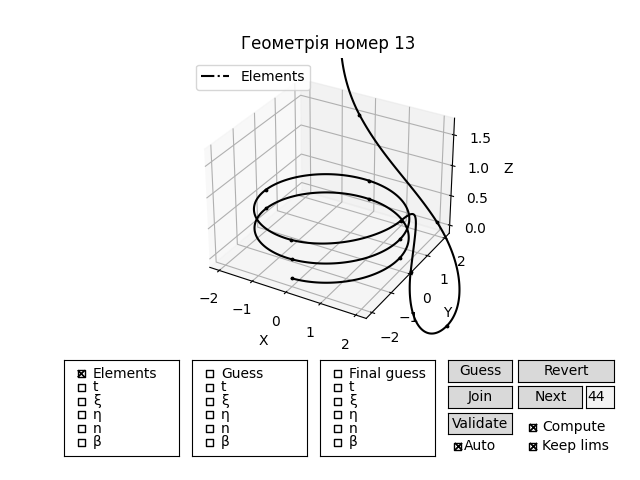 Геометрія номер 13
Elements
1.5
1.0
0.5
0.0
Z
−2
−1
0
1
2
X
−2
−1
0
1
2
Y
Elements
t
ξ
η
n
β
Guess
t
ξ
η
n
β
Final guess
t
ξ
η
n
β
Guess
Revert
Join
Next
44
Validate
Compute
Auto
Keep lims